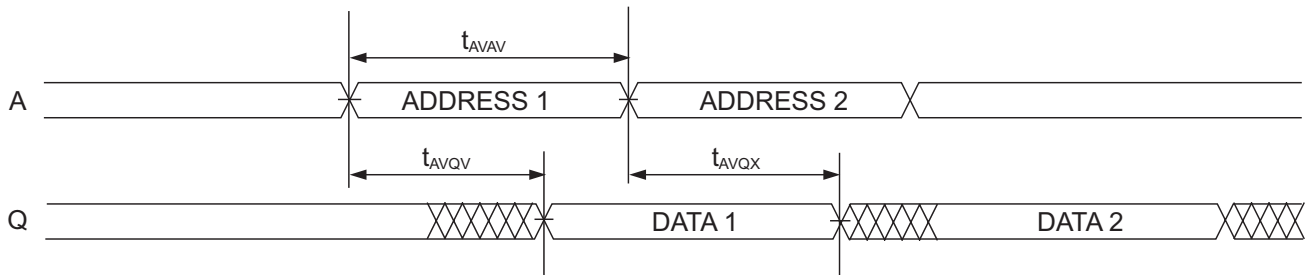 tAVAV
A ADDRESS 1 ADDRESS 2
tAVQV tAVQX
Q DATA 1 DATA 2